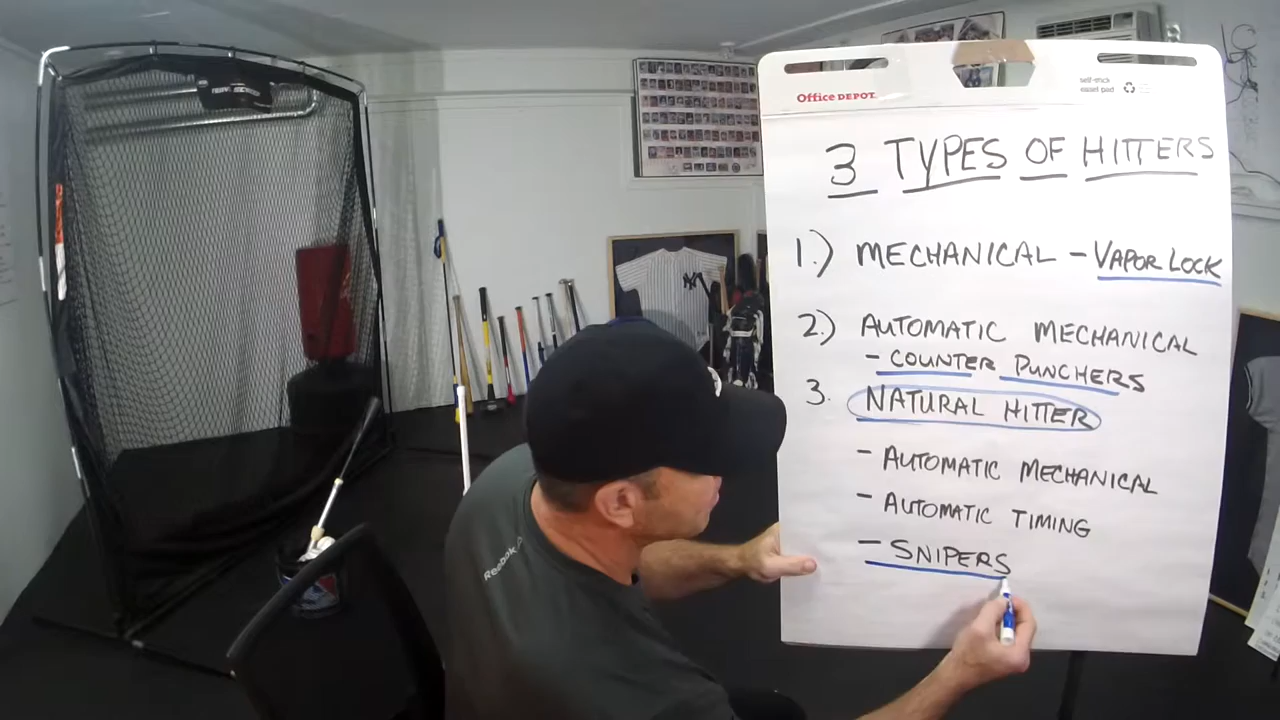 Office DEPOT
self-stick
easel pad
3 TYPES OF HITTERS
1.) MECHANICAL - VAPOR LOCK
2.) AUTOMATIC MECHANICAL
- COUNTER PUNCHERS
3. NATURAL HITTER
- AUTOMATIC MECHANICAL
- AUTOMATIC TIMING
- SNIPERS
Reebok